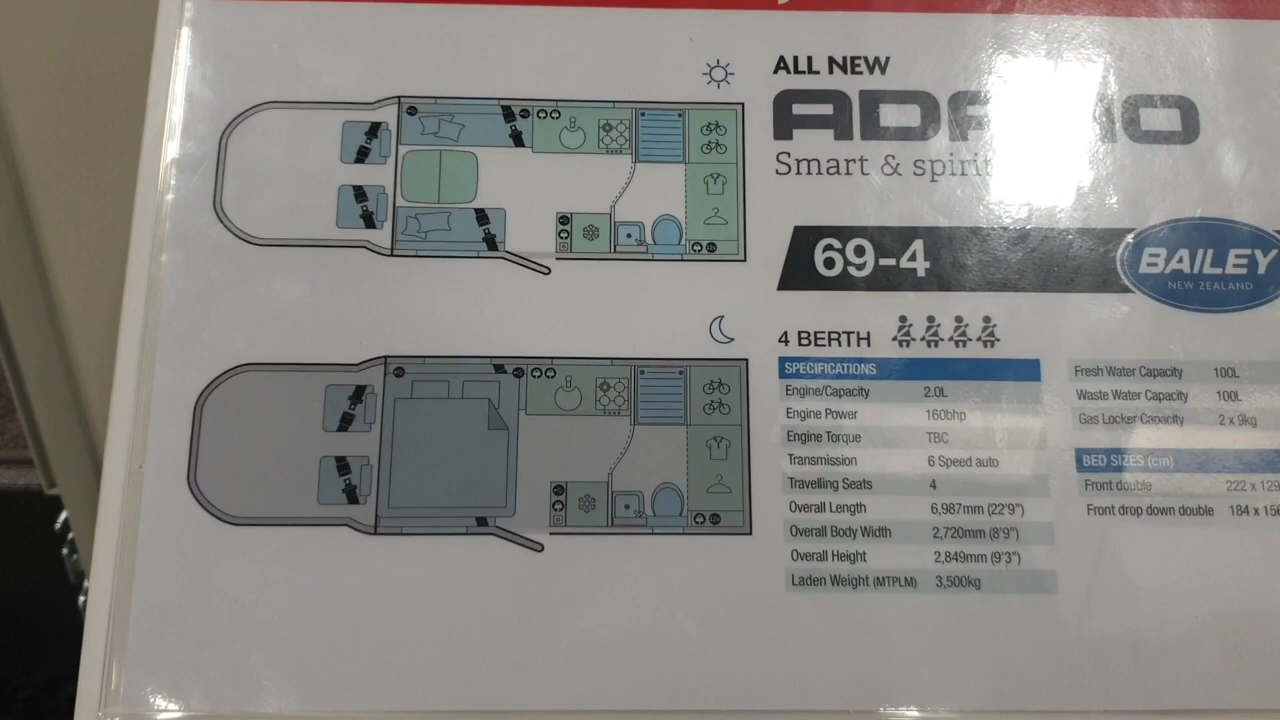 ALL NEW
Smart &
69-4
BAILEY
NEW ZEALAND
4 BERTH
SPECIFICATIONS
Engine/Capacity 2.0L
Engine Power 160bhp
Engine Torque TBC
Transmission 6 Speed auto
Travelling Seats 4
Overall Length 6,987mm (22'9")
Overall Body Width 2,720mm (8'9")
Overall Height 2,849mm (9'3")
Laden Weight (MTPLM) 3,500kg
Fresh Water Capacity 100L
Waste Water Capacity 100L
Gas Locker Capacity 2 x 9kg
BED SIZES (cm)
Front double 222 x 129
Front drop down double 184 x